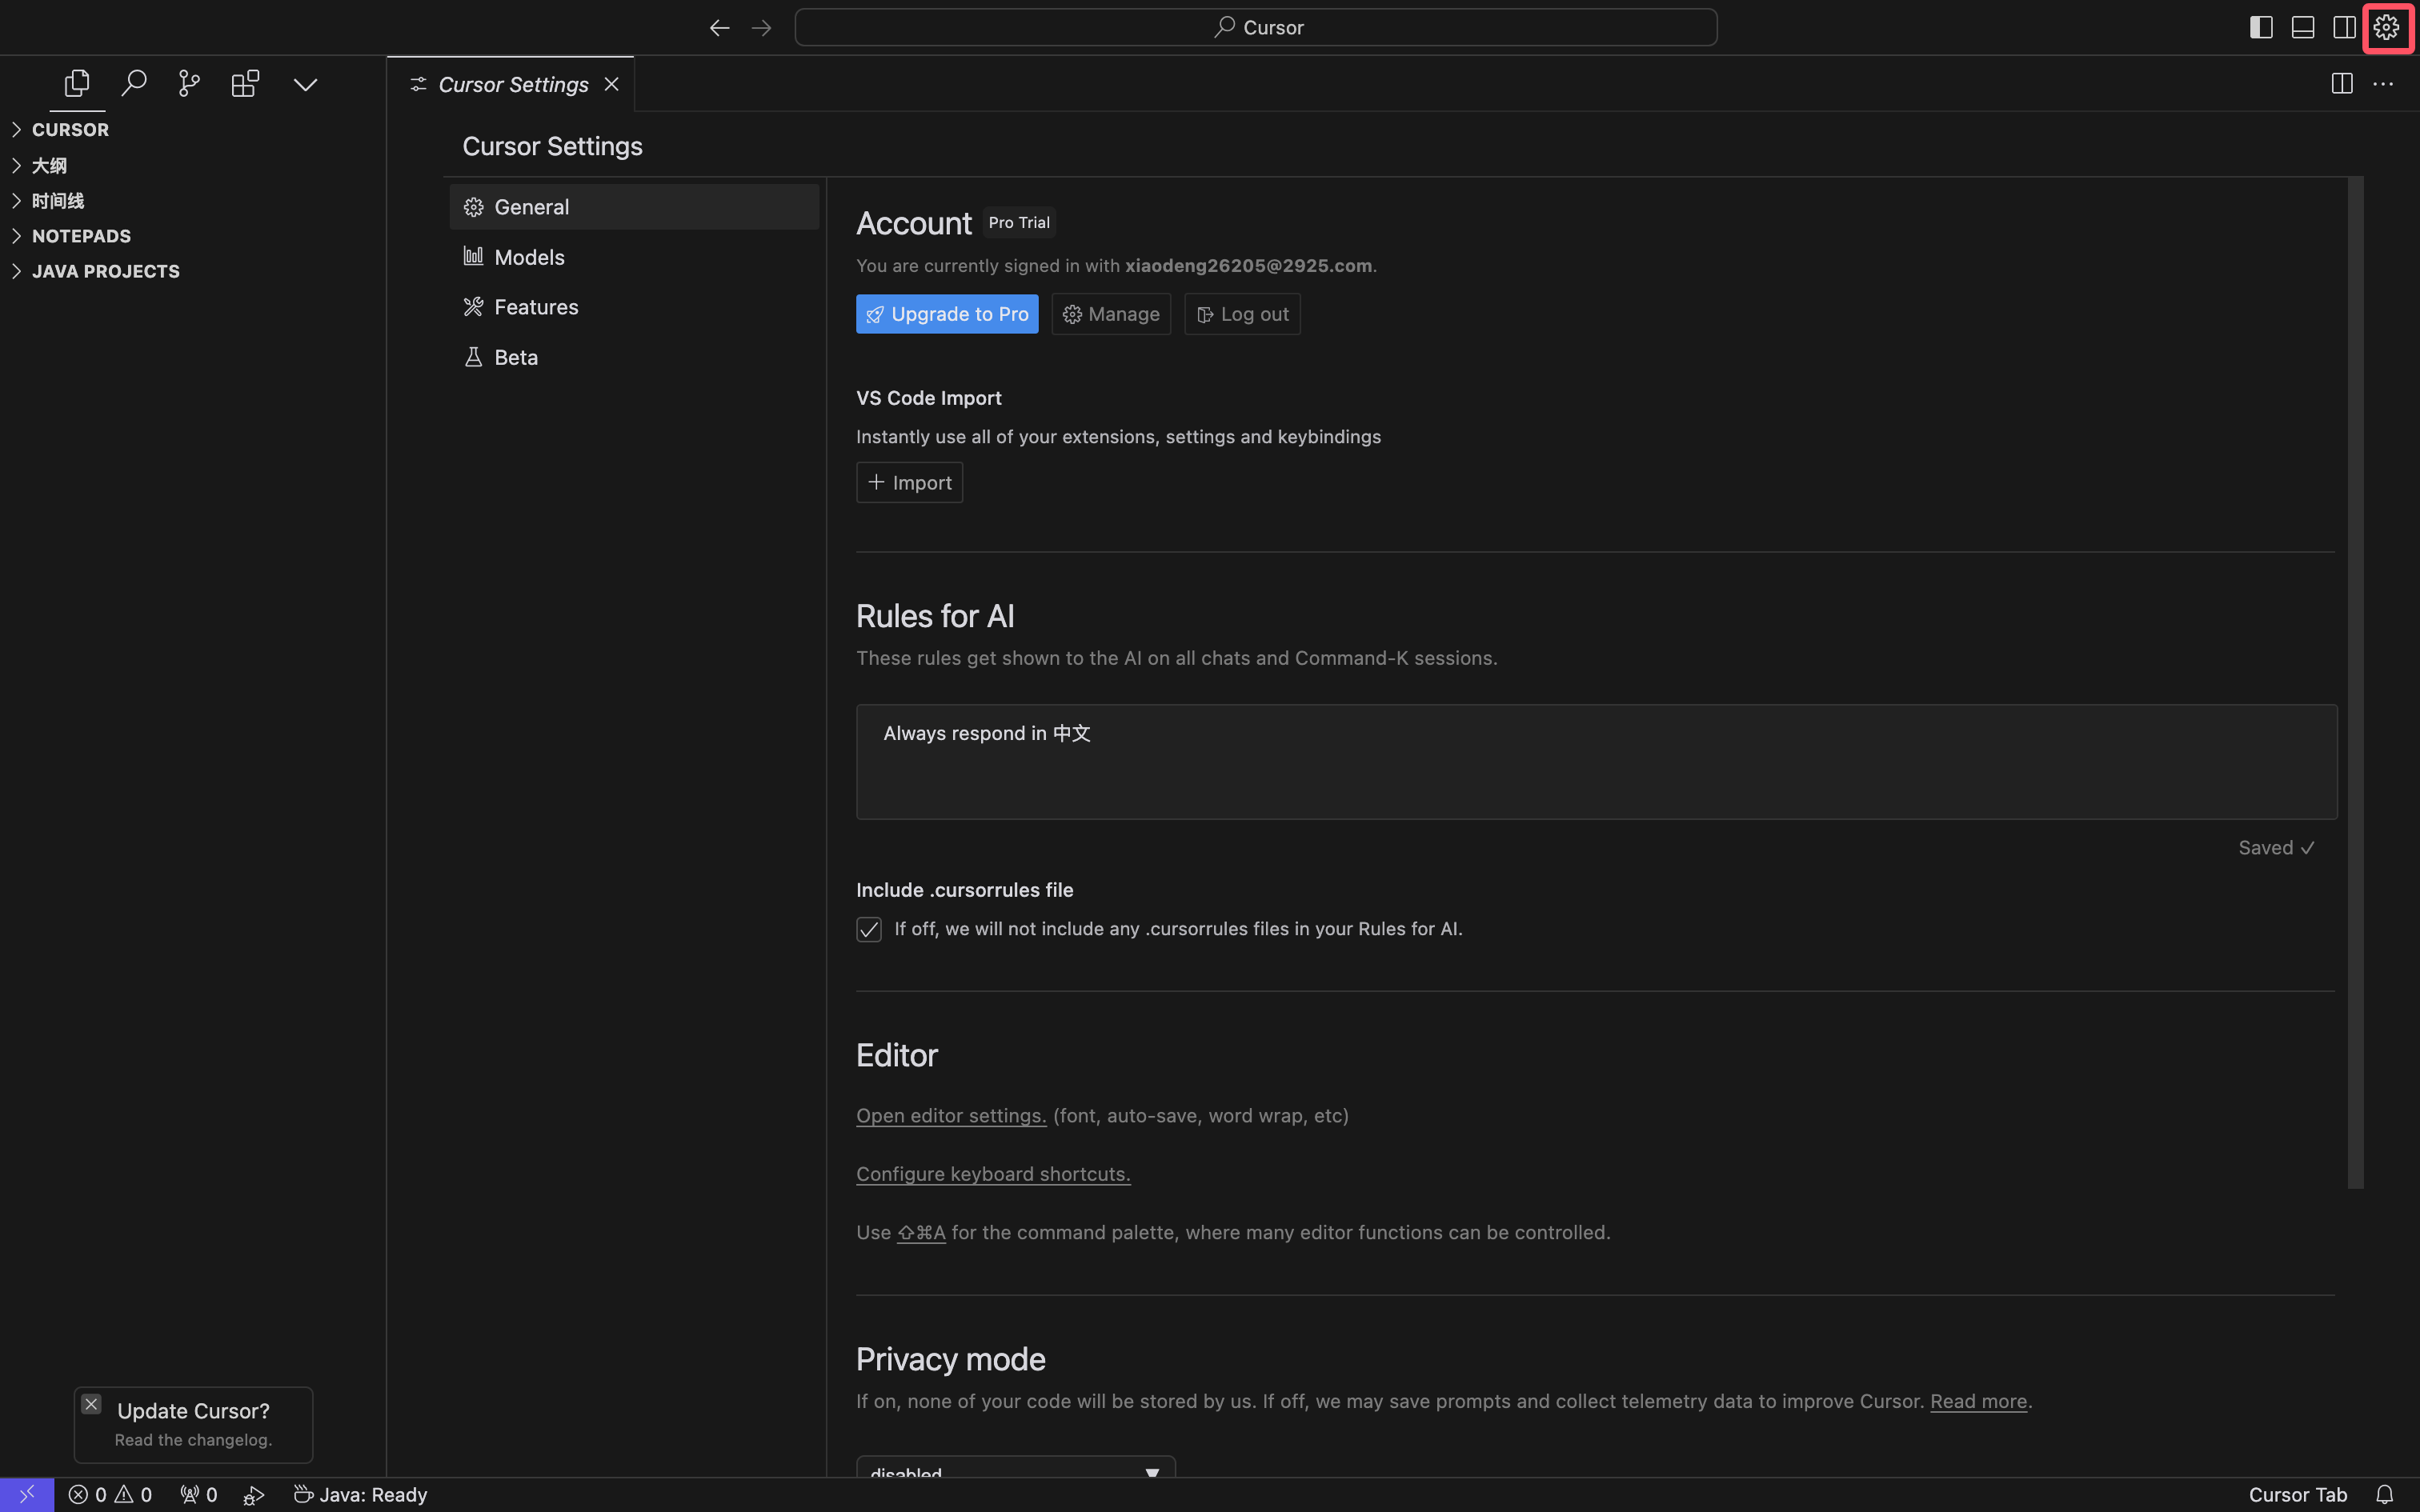 Cursor
Cursor Settings
CURSOR
大纲
时间线
NOTEPADS
JAVA PROJECTS
Cursor Settings
General
Models
Features
Beta
Account Pro Trial
You are currently signed in with xiaodeng26205@2925.com.
Upgrade to Pro Manage Log out
VS Code Import
Instantly use all of your extensions, settings and keybindings
Import
Rules for AI
These rules get shown to the AI on all chats and Command-K sessions.
Always respond in 中文
Saved
Include .cursorrules file
If off, we will not include any .cursorrules files in your Rules for AI.
Editor
Open editor settings. (font, auto-save, word wrap, etc)
Configure keyboard shortcuts.
Use ⇧⌘A for the command palette, where many editor functions can be controlled.
Privacy mode
If on, none of your code will be stored by us. If off, we may save prompts and collect telemetry data to improve Cursor. Read more.
disabled
Update Cursor?
Read the changelog.
0 0 0 Java: Ready Cursor Tab